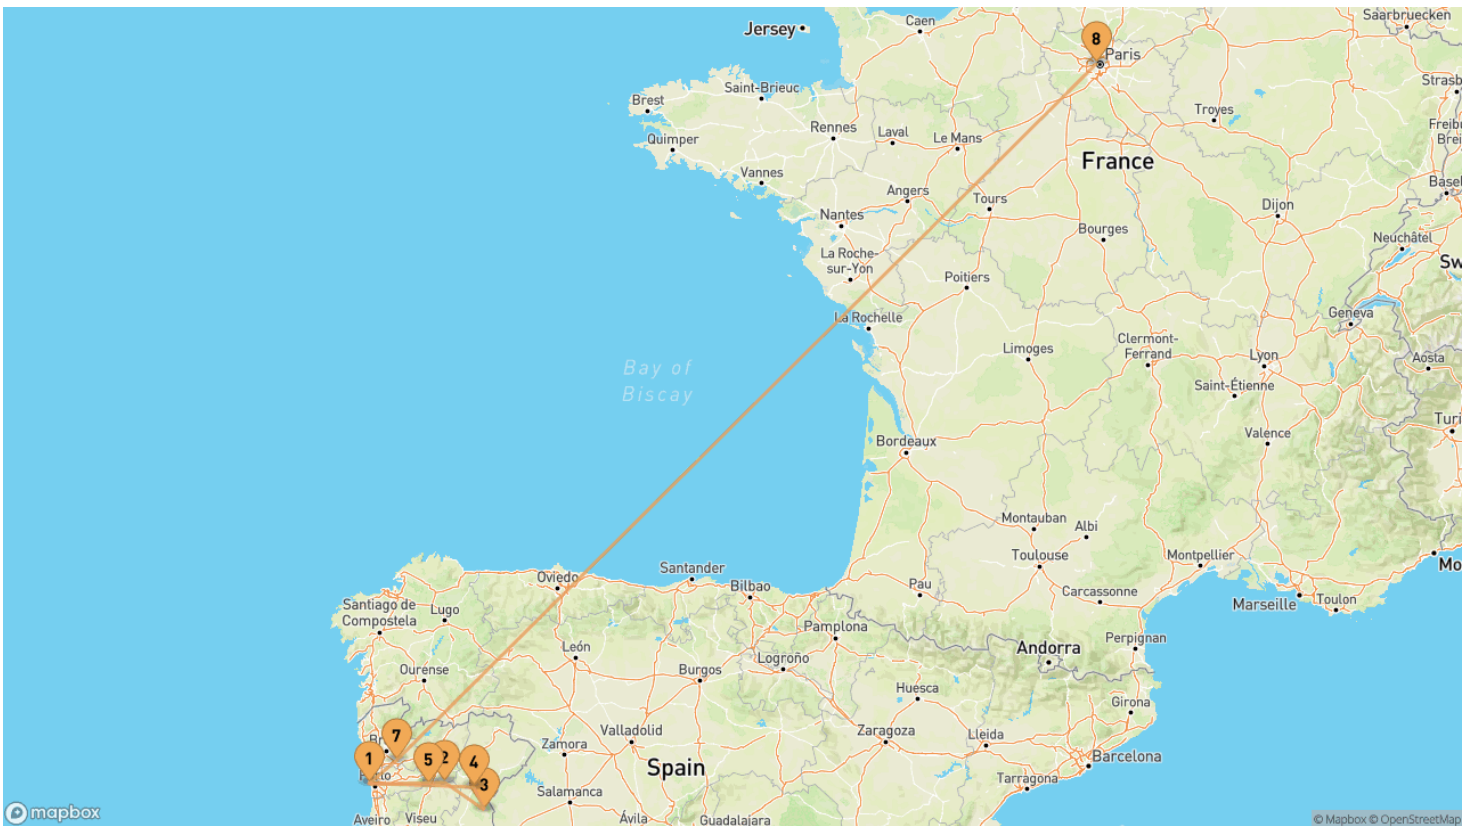 Jersey
Caen
Saarbruecken
8
Paris
Brest
Saint-Brieuc
Troyes
Quimper
Rennes
Laval
Le Mans
France
Vannes
Angers
Tours
Dijon
Nantes
Bourges
Neuchâtel
La Roche-
sur-Yon
Poitiers
Geneva
La Rochelle
Clermont-
Ferrand
Limoges
Lyon
Aosta
Bay of
Biscay
Saint-Étienne
Valence
Bordeaux
Montauban
Albi
Toulouse
Montpellier
Oviedo
Santander
Bilbao
Pau
Carcassonne
Marseille
Toulon
Santiago de
Compostela
Lugo
Pamplona
Perpignan
León
Logroño
Andorra
Ourense
Burgos
Huesca
Girona
7
Valladolid
Zaragoza
Lleida
Zamora
Barcelona
1
5
2
4
3
Spain
Tarragona
Salamanca
Aveiro
Viseu
Ávila
Guadalajara
mapbox
© Mapbox © OpenStreetMap